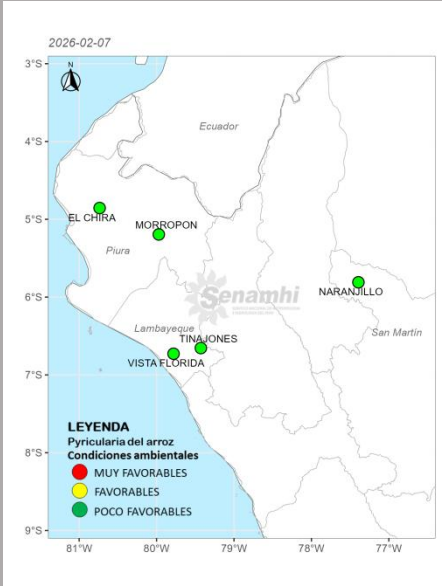 2026-02-07
N
3°S
4°S
5°S
6°S
7°S
8°S
9°S
Ecuador
EL CHIRA
MORROPON
Piura
NARANJILLO
Senamhi
Lambayeque
TINAJONES
San Martín
VISTA FLORIDA
LEYENDA
Pyricularia del arroz
Condiciones ambientales
MUY FAVORABLES
FAVORABLES
POCO FAVORABLES
81°W
80°W
79°W
78°W
77°W